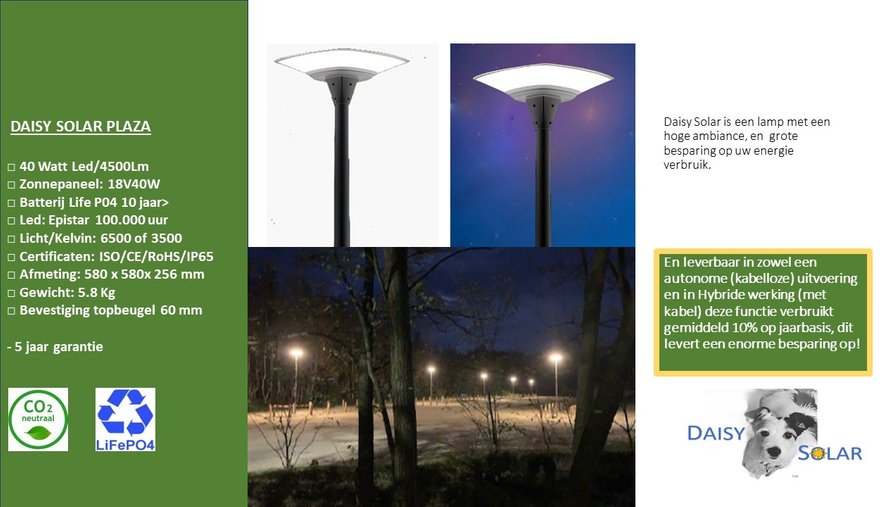 DAISY SOLAR PLAZA
□ 40 Watt Led/4500Lm
□ Zonnepaneel: 18V40W
□ Batterij Life P04 10 jaar>
□ Led: Epistar 100.000 uur
□ Licht/Kelvin: 6500 of 3500
□ Certificaten: ISO/CE/RoHS/IP65
□ Afmeting: 580 x 580x 256 mm
□ Gewicht: 5.8 Kg
□ Bevestiging topbeugel 60 mm
- 5 jaar garantie
CO2
neutraal
LiFePO4
Daisy Solar is een lamp met een
hoge ambiance, en grote
besparing op uw energie
verbruik.
En leverbaar in zowel een
autonome (kabelloze) uitvoering
en in Hybride werking (met
kabel) deze functie verbruikt
gemiddeld 10% op jaarbasis, dit
levert een enorme besparing op!
DAISY
SOLAR